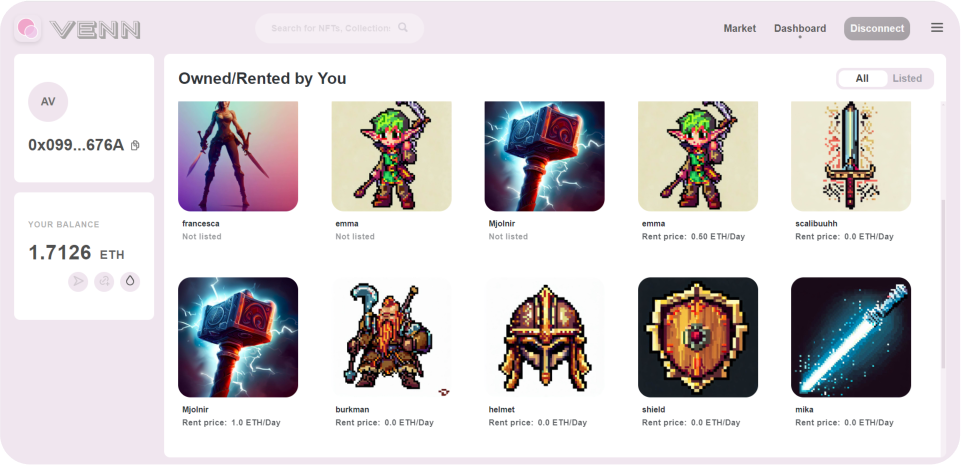 VENN
Search for NFTs, Collections
Market
Dashboard
Disconnect
AV
0x099...676A
YOUR BALANCE
1.7126 ETH
Owned/Rented by You
All
Listed
francesca
Not listed
emma
Not listed
Mjolnir
Not listed
emma
Rent price: 0.50 ETH/Day
scalibuuhh
Rent price: 0.0 ETH/Day
Mjolnir
Rent price: 1.0 ETH/Day
burkman
Rent price: 0.0 ETH/Day
helmet
Rent price: 0.0 ETH/Day
shield
Rent price: 0.0 ETH/Day
mika
Rent price: 0.0 ETH/Day